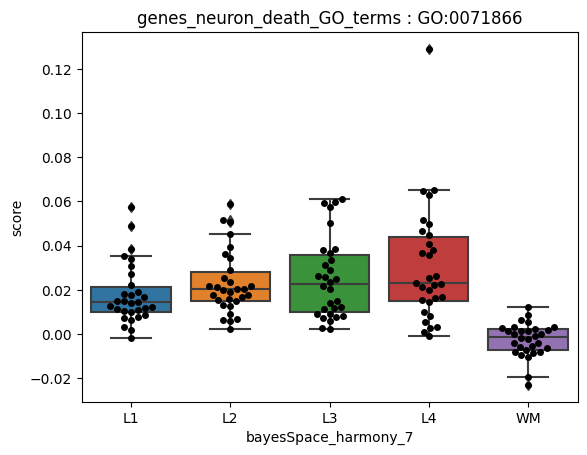 genes_neuron_death_GO_terms : GO:0071866
score
0.12
0.10
0.08
0.06
0.04
0.02
0.00
−0.02
L1 L2 L3 L4 WM
bayesSpace_harmony_7